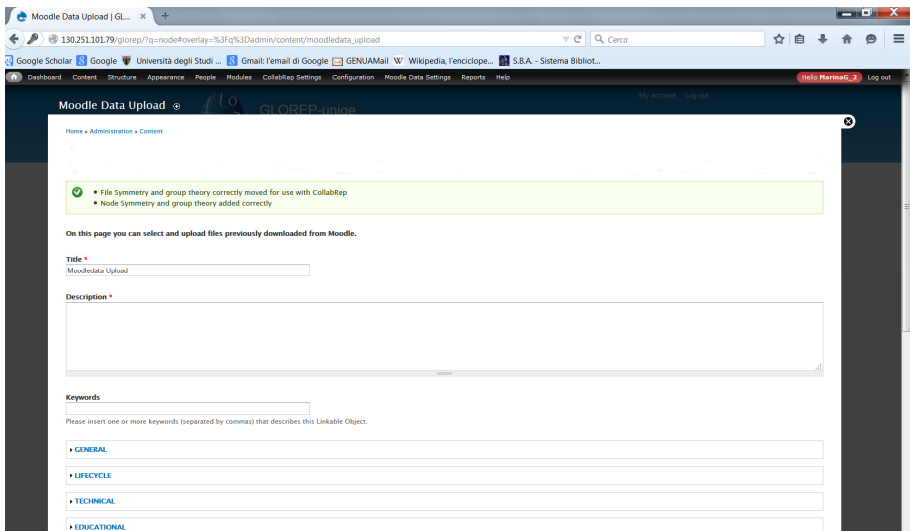 Moodle Data Upload | GL... × +
130.251.101.79/glorep/?q=node#overlay=%3Fq%3Dadmin/content/moodledata_upload
Cerca
Google Scholar Google Università degli Studi ... Gmail: l'email di Google GENUAMail W Wikipedia, l'enciclope... S.B.A. - Sistema Bibliot...
Dashboard Content Structure Appearance People Modules CollabRep Settings Configuration Moodle Data Settings Reports Help Hello MarinaG_2 Log out
My account Log out
Moodle Data Upload GLOREP-unige
Home » Administration » Content
• File Symmetry and group theory correctly moved for use with CollabRep
• Node Symmetry and group theory added correctly
On this page you can select and upload files previously downloaded from Moodle.
Title *
Moodledata Upload
Description *
Keywords
Please insert one or more keywords (separated by commas) that describes this Linkable Object.
GENERAL
LIFECYCLE
TECHNICAL
EDUCATIONAL